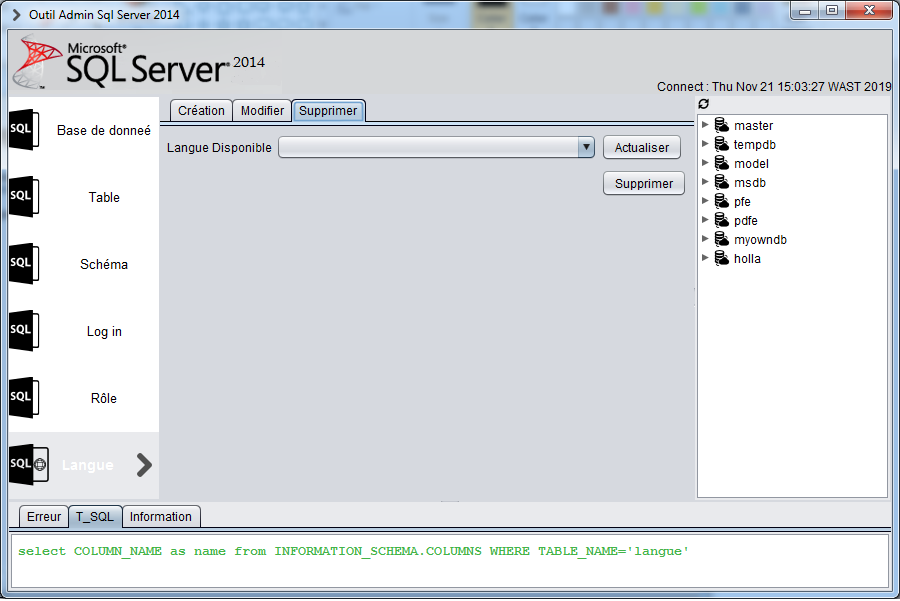 Outil Admin Sql Server 2014
Microsoft®
SQL Server® 2014
Connect : Thu Nov 21 15:03:27 WAST 2019
SQL Base de donneé
SQL Table
SQL Schéma
SQL Log in
SQL Rôle
SQL Langue
Création Modifier Supprimer
Langue Disponible Actualiser
Supprimer
master
tempdb
model
msdb
pfe
pdfe
myowndb
holla
Erreur T_SQL Information
select COLUMN_NAME as name from INFORMATION_SCHEMA.COLUMNS WHERE TABLE_NAME='langue'